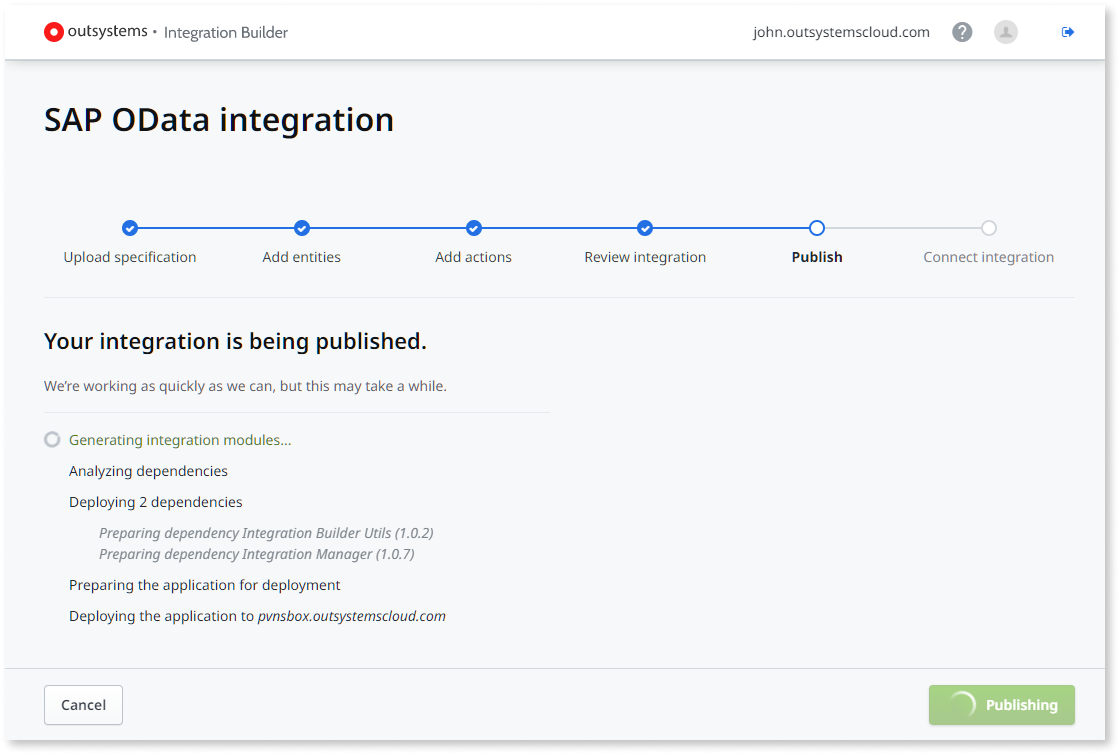 outsystems • Integration Builder
john.outsystemscloud.com ?
SAP OData integration
Upload specification Add entities Add actions Review integration Publish Connect integration
Your integration is being published.
We’re working as quickly as we can, but this may take a while.
Generating integration modules...
Analyzing dependencies
Deploying 2 dependencies
Preparing dependency Integration Builder Utils (1.0.2)
Preparing dependency Integration Manager (1.0.7)
Preparing the application for deployment
Deploying the application to pvnsbox.outsystemscloud.com
Cancel Publishing